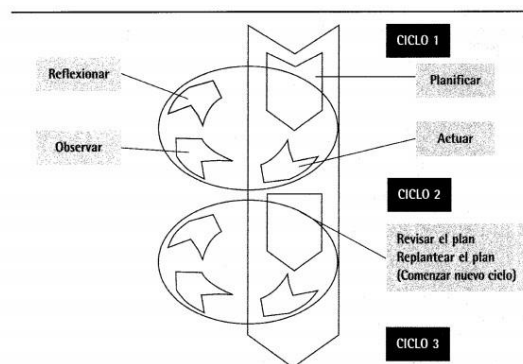 CICLO 1
Reflexionar
Planificar
Observar
Actuar
CICLO 2
Revisar el plan
Replantear el plan
(Comenzar nuevo ciclo)
CICLO 3